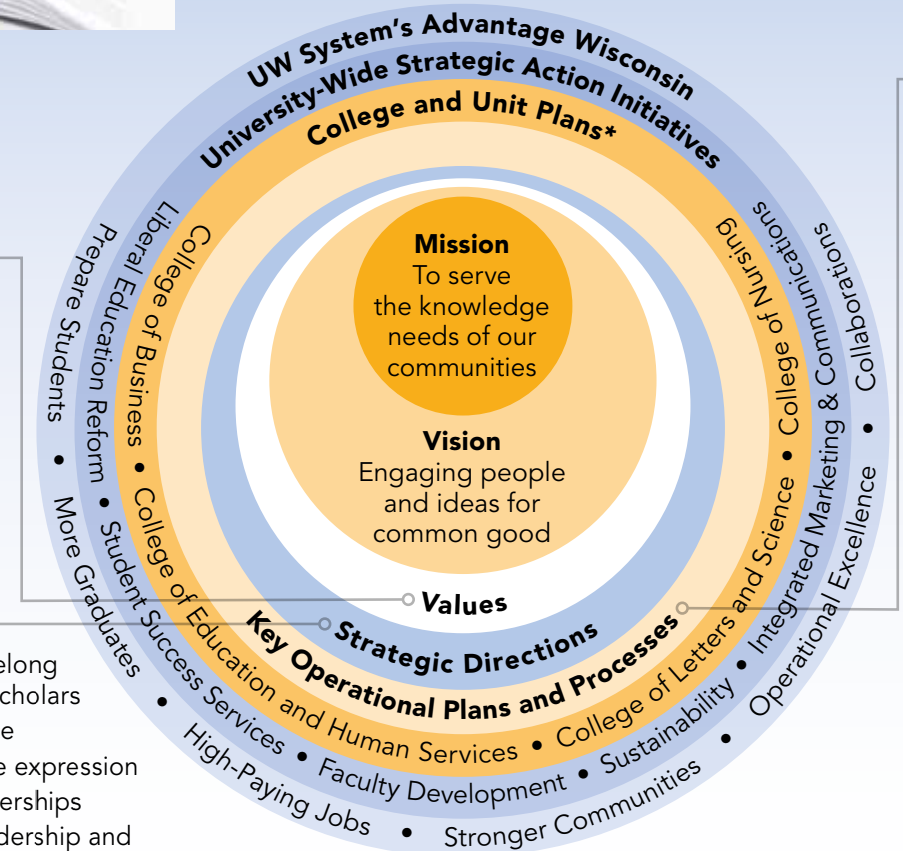 UW System's Advantage Wisconsin
University-Wide Strategic Action Initiatives
College and Unit Plans*
Mission
To serve
the knowledge
needs of our
communities
Vision
Engaging people
and ideas for
common good
Values
Strategic Directions
Key Operational Plans and Processes
College of Business • College of Education and Human Services • College of Letters and Science • College of Nursing
Liberal Education Reform • Student Success Services • Faculty Development • Sustainability • Integrated Marketing & Communications
Prepare Students • More Graduates • High-Paying Jobs • Stronger Communities • Operational Excellence • Collaborations
expression
dership and